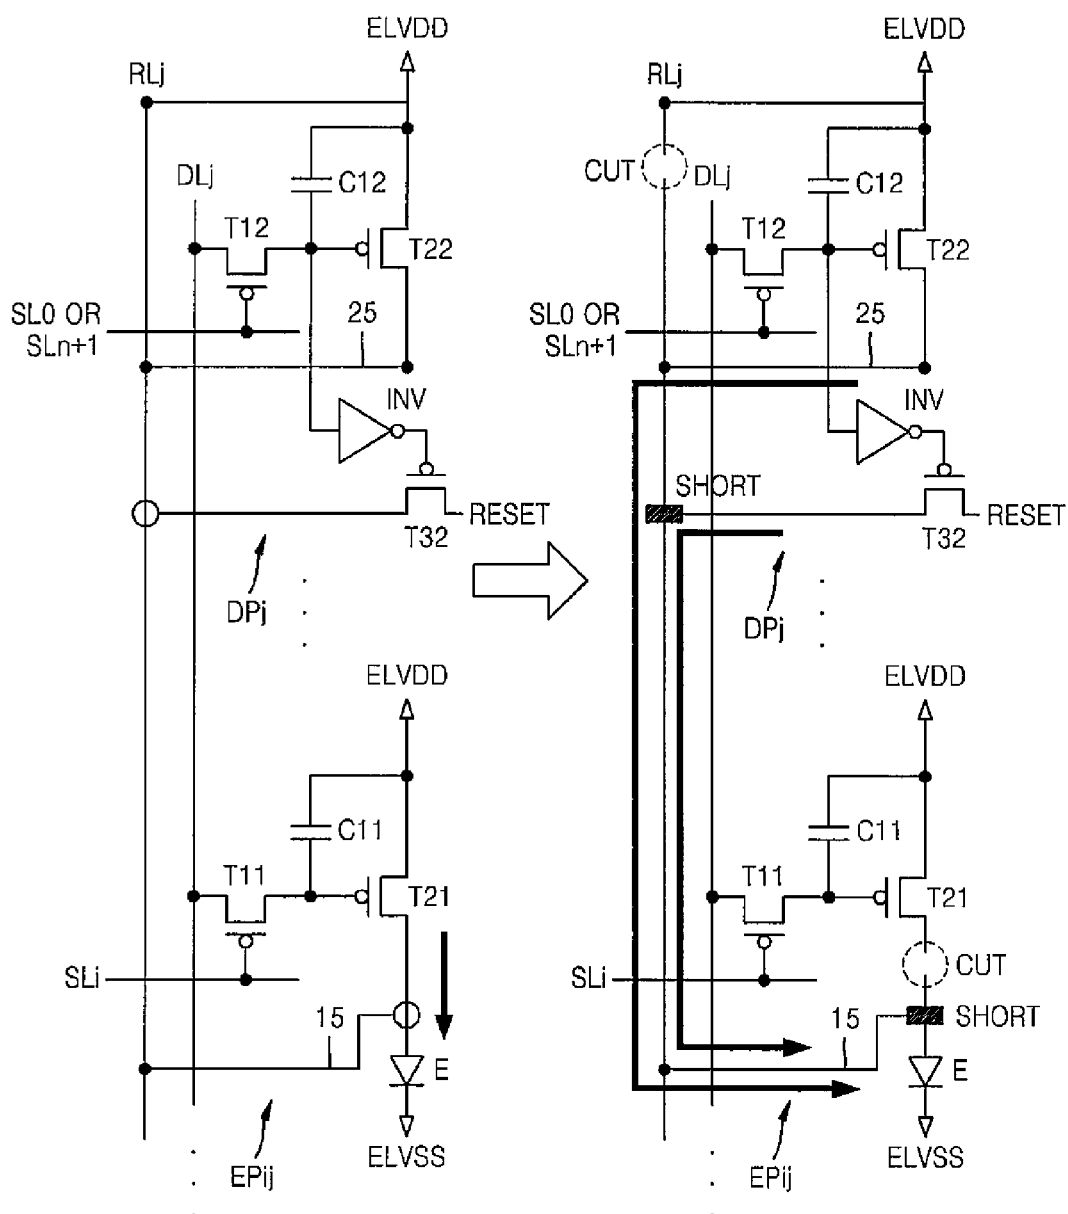 ELVDD
RLj
DLj
C12
T12
T22
SL0 OR
SLn+1
25
INV
RESET
T32
DPj
ELVDD
C11
T11
T21
SLi
15
E
EPij
ELVSS
ELVDD
RLj
CUT
DLj
C12
T12
T22
SL0 OR
SLn+1
25
INV
SHORT
RESET
T32
DPj
ELVDD
C11
T11
T21
CUT
SLi
15
SHORT
E
EPij
ELVSS